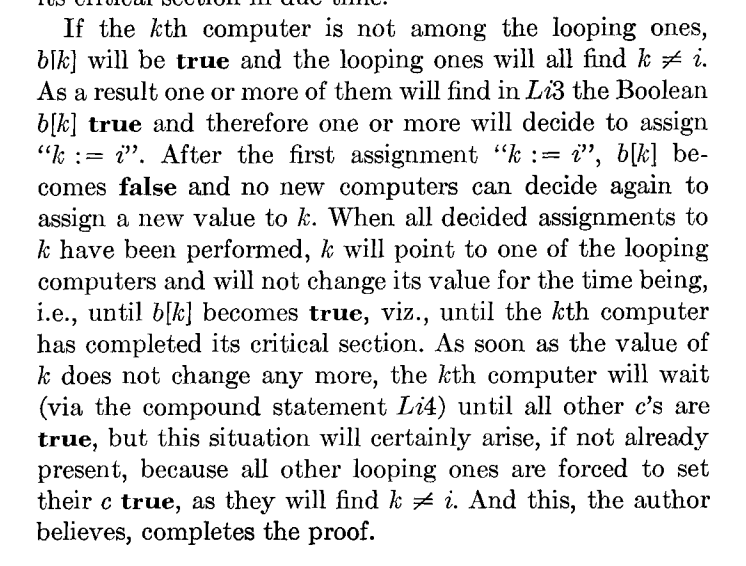 its critical section in due time.
If the kth computer is not among the looping ones,
b[k] will be true and the looping ones will all find k ≠ i.
As a result one or more of them will find in Li3 the Boolean
b[k] true and therefore one or more will decide to assign
“k := i”. After the first assignment “k := i”, b[k] be-
comes false and no new computers can decide again to
assign a new value to k. When all decided assignments to
k have been performed, k will point to one of the looping
computers and will not change its value for the time being,
i.e., until b[k] becomes true, viz., until the kth computer
has completed its critical section. As soon as the value of
k does not change any more, the kth computer will wait
(via the compound statement Li4) until all other c’s are
true, but this situation will certainly arise, if not already
present, because all other looping ones are forced to set
their c true, as they will find k ≠ i. And this, the author
believes, completes the proof.